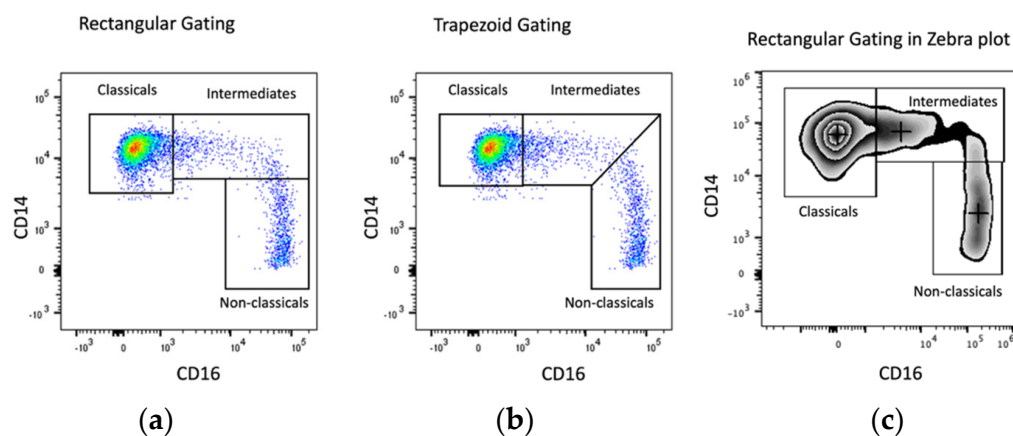 Rectangular Gating
Classicals
Intermediates
10^5
10^4
10^3
0
-10^3
CD14
Non-classicals
-10^3
0
10^3
10^4
10^5
CD16
(a)
Trapezoid Gating
Classicals
Intermediates
10^5
10^4
10^3
0
-10^3
CD14
Non-classicals
-10^3
0
10^3
10^4
10^5
CD16
(b)
Rectangular Gating in Zebra plot
10^6
10^5
10^4
10^3
0
-10^3
CD14
Intermediates
Classicals
Non-classicals
0
10^4
10^5
10^6
CD16
(c)